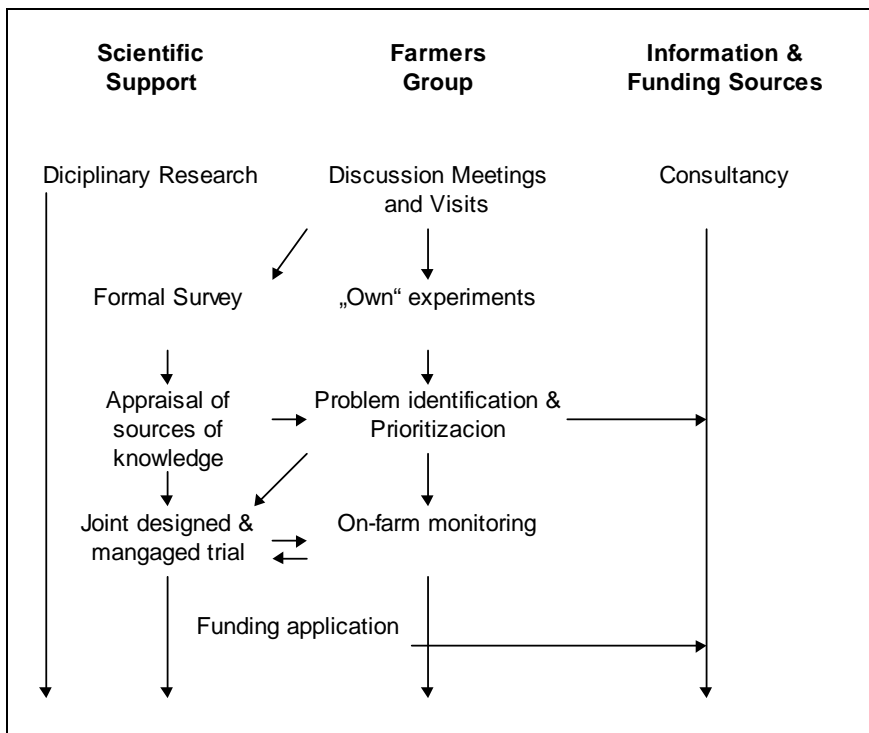 Scientific
Support
Farmers
Group
Information &
Funding Sources
Diciplinary Research
Discussion Meetings
and Visits
Consultancy
Formal Survey
„Own“ experiments
Appraisal of
sources of
knowledge
Problem identification &
Prioritizacion
Joint designed &
mangaged trial
On-farm monitoring
Funding application